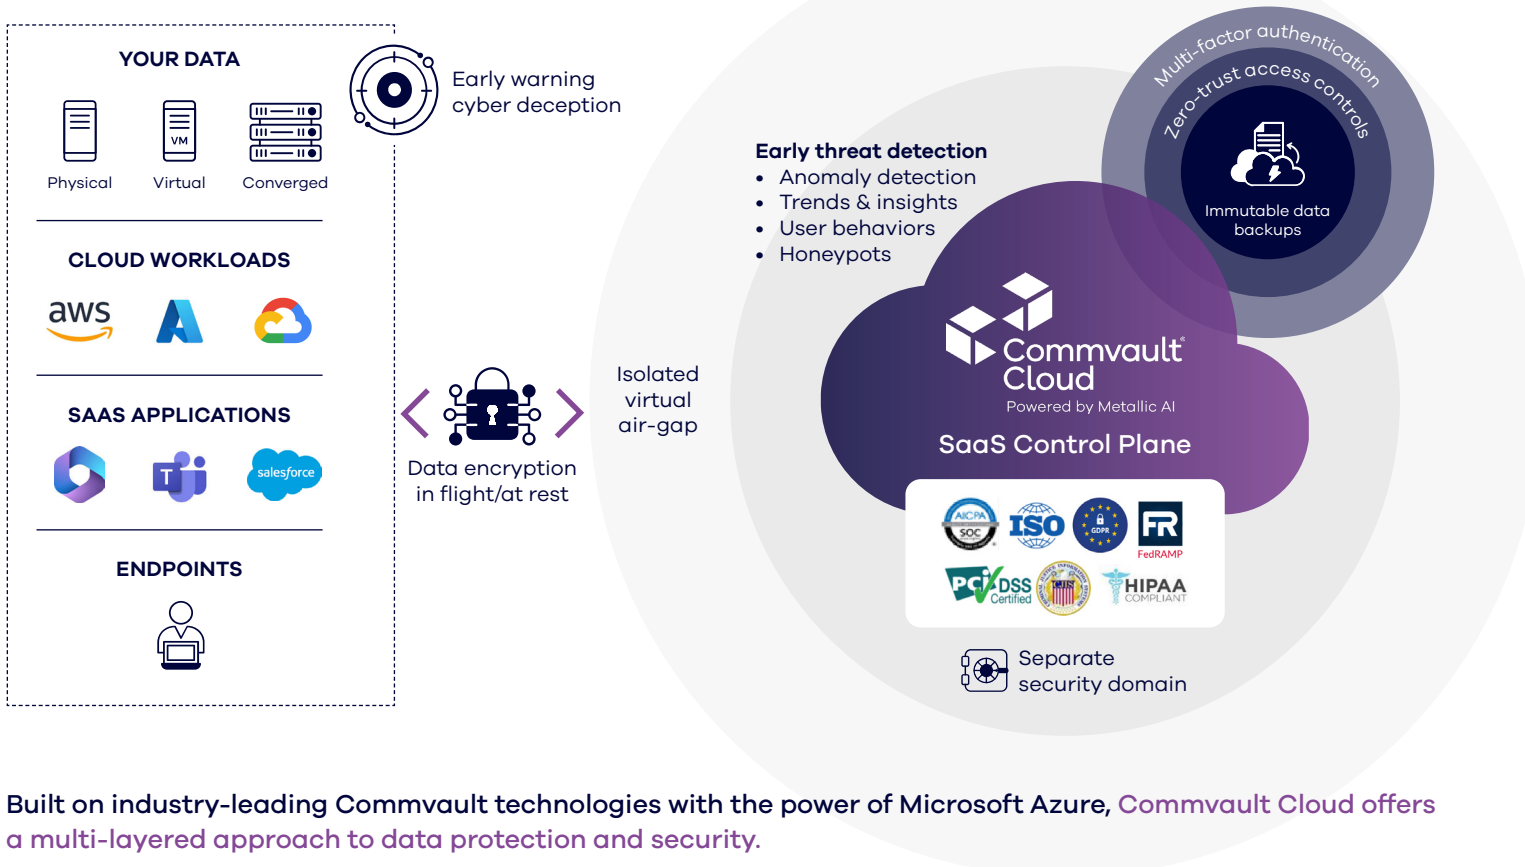 YOUR DATA
VM
Physical
Virtual
Converged
CLOUD WORKLOADS
aws
SAAS APPLICATIONS
T
salesforce
ENDPOINTS
Early warning
cyber deception
Data encryption
in flight/at rest
Isolated
virtual
air-gap
Early threat detection
• Anomaly detection
• Trends & insights
• User behaviors
• Honeypots
Multi-factor authentication
Zero-trust access controls
Immutable data
backups
Commvault®
Cloud
Powered by Metallic AI
SaaS Control Plane
AICPA
SOC
ISO
GDPR
FR
FedRAMP
PCI DSS
Certified
HIPAA
COMPLIANT
Separate
security domain
Built on industry-leading Commvault technologies with the power of Microsoft Azure, Commvault Cloud offers
a multi-layered approach to data protection and security.